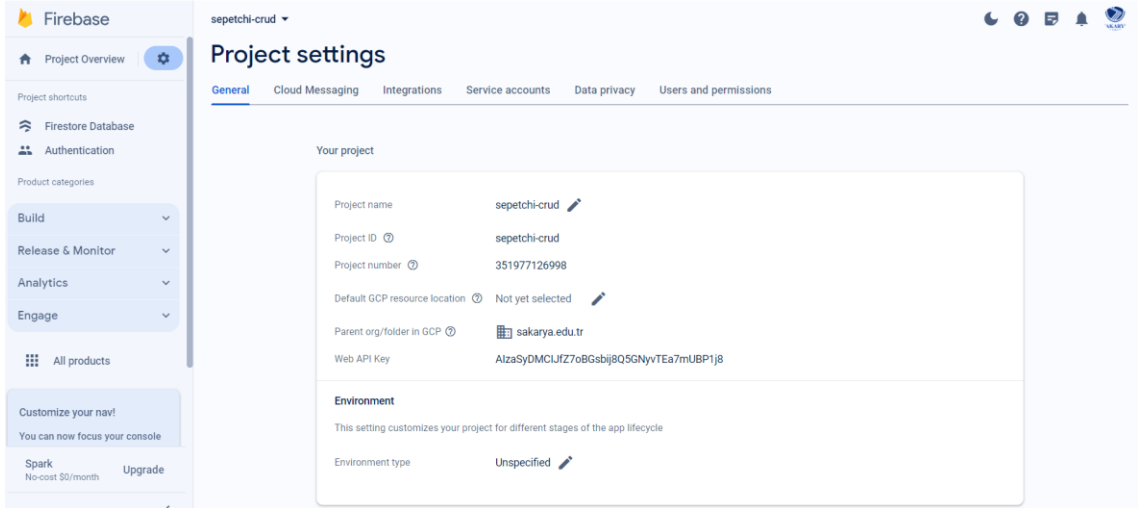 Firebase
sepetchi-crud
Project Overview
Project settings
General Cloud Messaging Integrations Service accounts Data privacy Users and permissions
Project shortcuts
Firestore Database
Authentication
Product categories
Build
Release & Monitor
Analytics
Engage
All products
Customize your nav!
You can now focus your console
Spark
No-cost $0/month
Upgrade
Your project
Project name sepetchi-crud
Project ID sepetchi-crud
Project number 351977126998
Default GCP resource location Not yet selected
Parent org/folder in GCP sakarya.edu.tr
Web API Key AIzaSyDMCIJfZ7oBGsbij8Q5GNyvTEa7mUBP1j8
Environment
This setting customizes your project for different stages of the app lifecycle
Environment type Unspecified